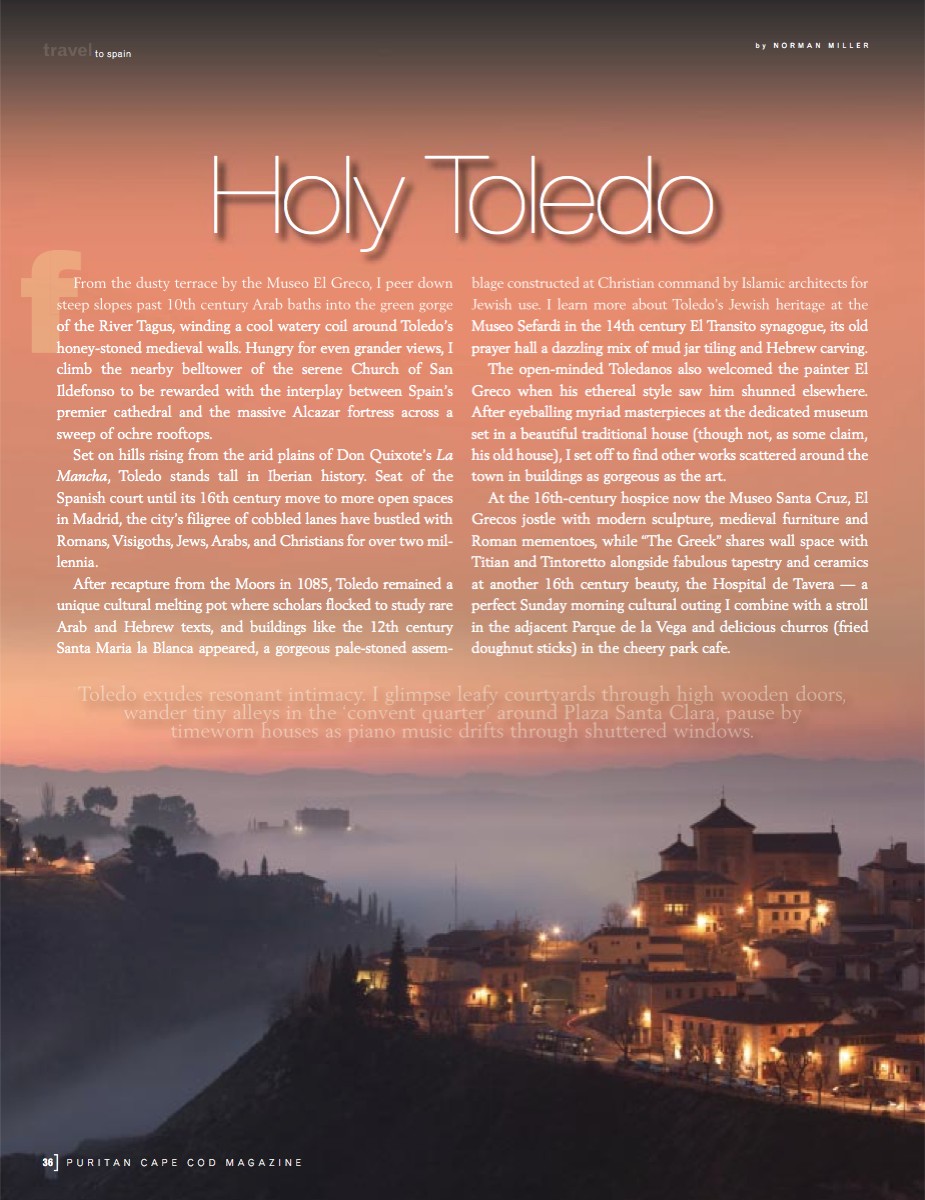 travel to spain
by NORMAN MILLER
Holy Toledo
f
From the dusty terrace by the Museo El Greco, I peer down
steep slopes past 10th century Arab baths into the green gorge
of the River Tagus, winding a cool watery coil around Toledo's
honey-stoned medieval walls. Hungry for even grander views, I
climb the nearby belltower of the serene Church of San
Ildefonso to be rewarded with the interplay between Spain's
premier cathedral and the massive Alcazar fortress across a
sweep of ochre rooftops.
Set on hills rising from the arid plains of Don Quixote's La
Mancha, Toledo stands tall in Iberian history. Seat of the
Spanish court until its 16th century move to more open spaces
in Madrid, the city's filigree of cobbled lanes have bustled with
Romans, Visigoths, Jews, Arabs, and Christians for over two mil-
lennia.
After recapture from the Moors in 1085, Toledo remained a
unique cultural melting pot where scholars flocked to study rare
Arab and Hebrew texts, and buildings like the 12th century
Santa Maria la Blanca appeared, a gorgeous pale-stoned assem-
blage constructed at Christian command by Islamic architects for
Jewish use. I learn more about Toledo's Jewish heritage at the
Museo Sefardi in the 14th century El Transito synagogue, its old
prayer hall a dazzling mix of mud jar tiling and Hebrew carving.
The open-minded Toledanos also welcomed the painter El
Greco when his ethereal style saw him shunned elsewhere.
After eyeballing myriad masterpieces at the dedicated museum
set in a beautiful traditional house (though not, as some claim,
his old house), I set off to find other works scattered around the
town in buildings as gorgeous as the art.
At the 16th-century hospice now the Museo Santa Cruz, El
Grecos jostle with modern sculpture, medieval furniture and
Roman mementoes, while "The Greek" shares wall space with
Titian and Tintoretto alongside fabulous tapestry and ceramics
at another 16th century beauty, the Hospital de Tavera — a
perfect Sunday morning cultural outing I combine with a stroll
in the adjacent Parque de la Vega and delicious churros (fried
doughnut sticks) in the cheery park cafe.
Toledo exudes resonant intimacy. I glimpse leafy courtyards through high wooden doors,
wander tiny alleys in the 'convent quarter' around Plaza Santa Clara, pause by
timeworn houses as piano music drifts through shuttered windows.
36] PURITAN CAPE COD MAGAZINE